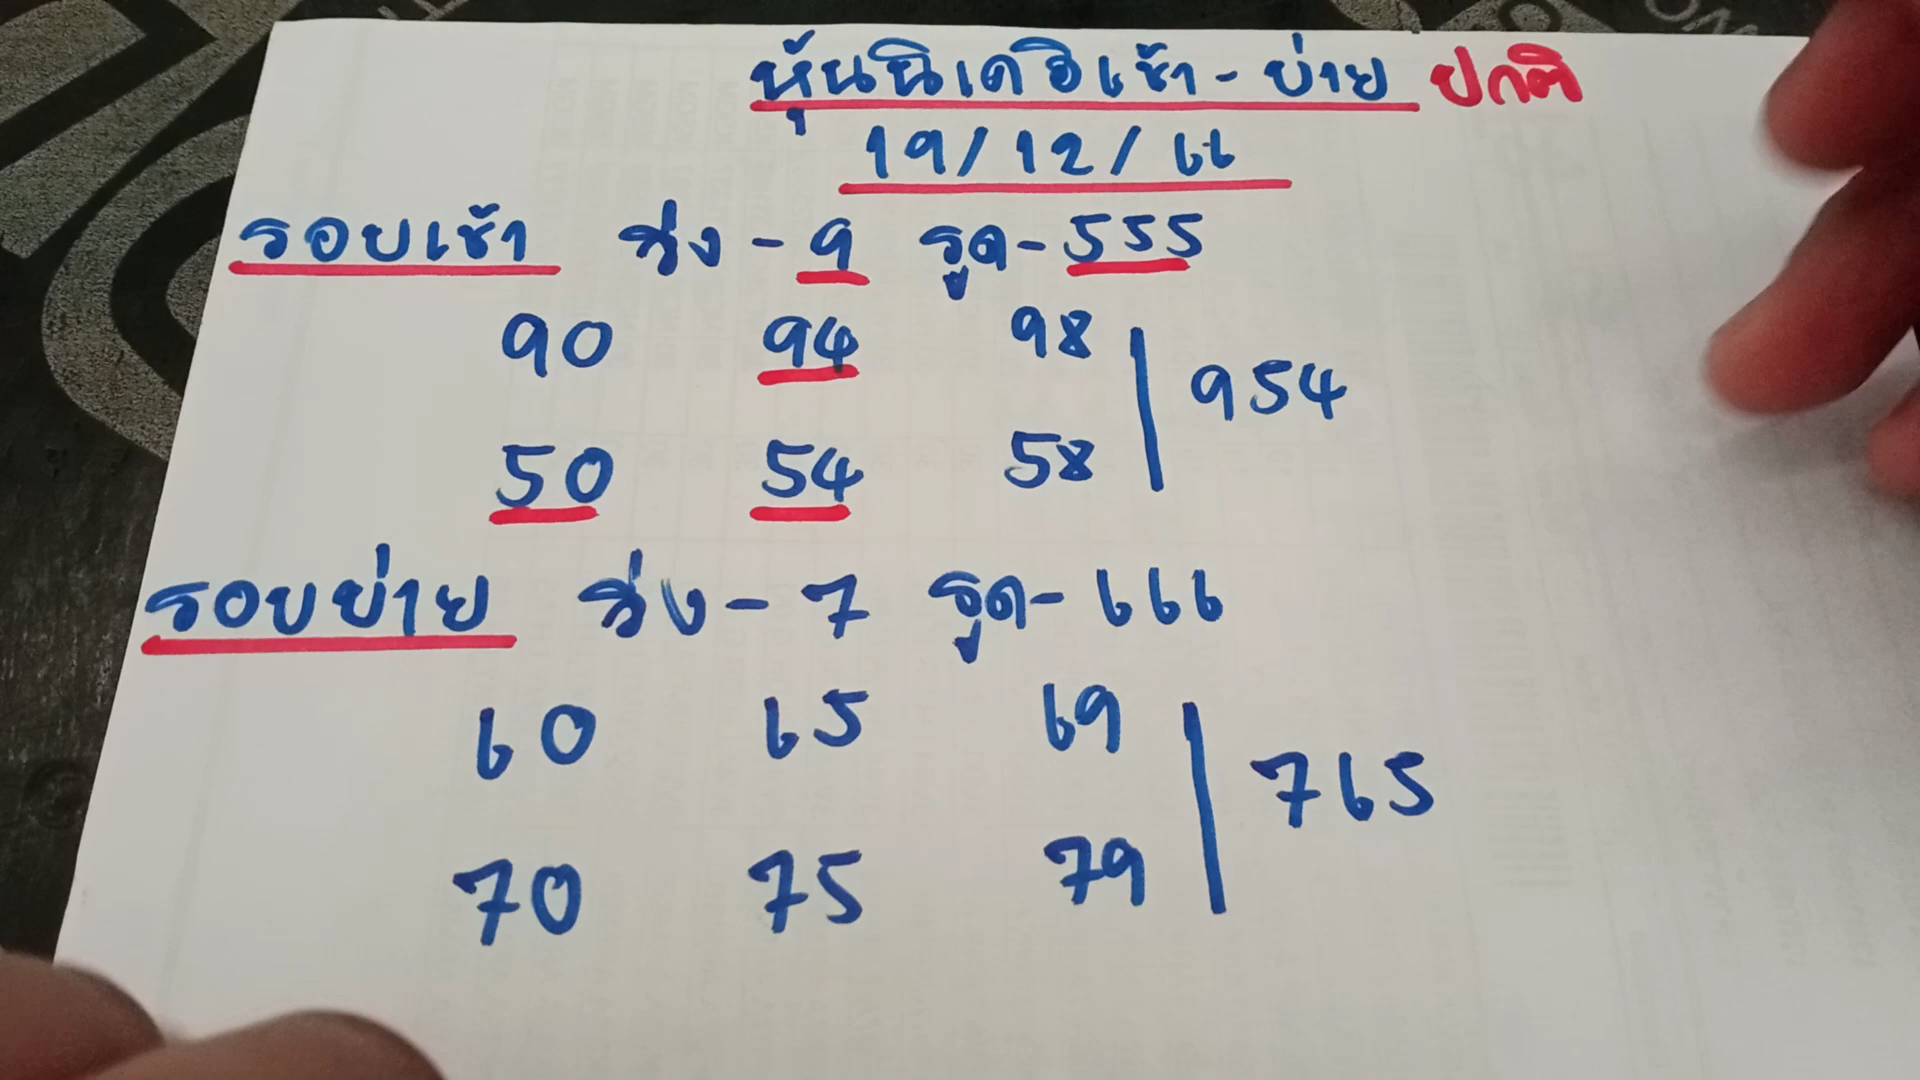 หุ้นนิเคอิเช้า-บ่าย ปกติ
19/12/66
รอบเช้า วิ่ง-9 รูด-555
90 94 98
954
50 54 58
รอบบ่าย วิ่ง-7 รูด-666
60 65 69
765
70 75 79